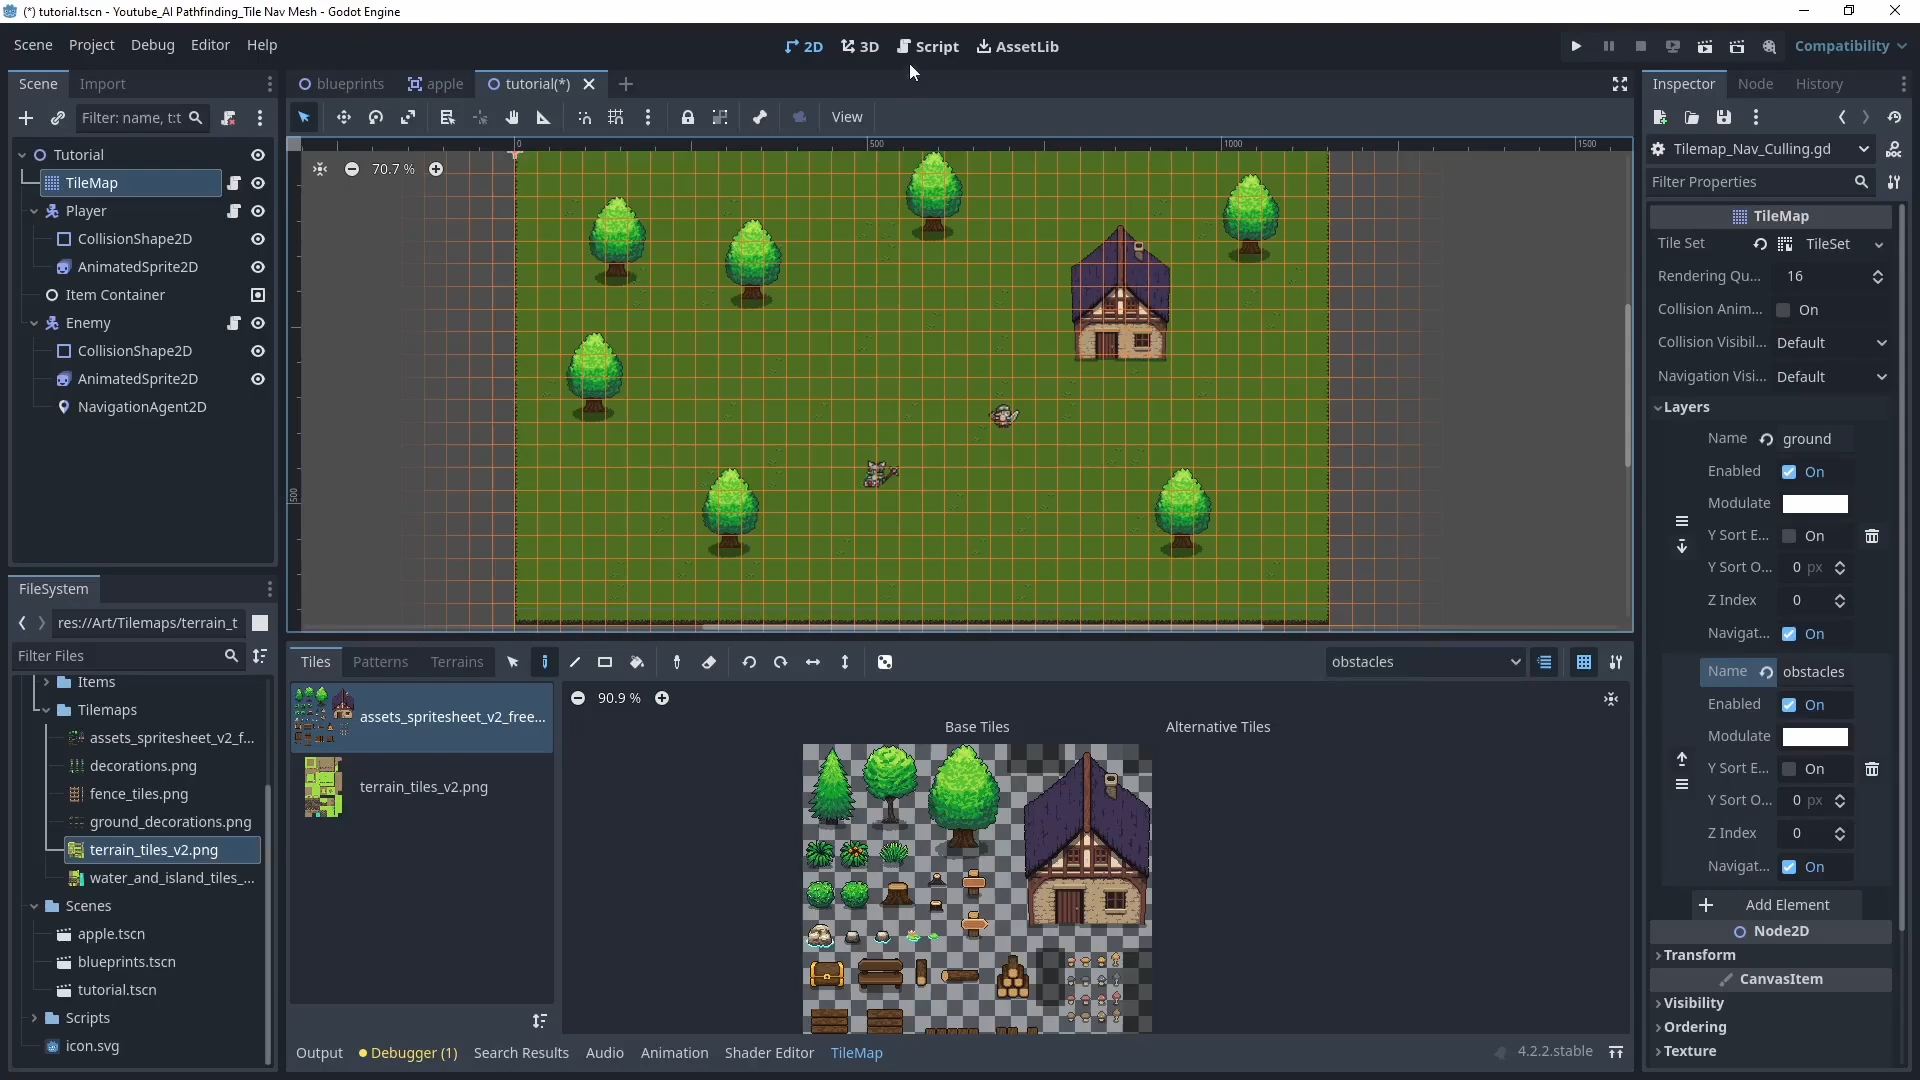 (*) tutorial.tscn - Youtube_AI Pathfinding_Tile Nav Mesh - Godot Engine
Scene Project Debug Editor Help
2D 3D Script AssetLib
Compatibility
Scene Import
Filter: name, t:t
Tutorial
TileMap
Player
CollisionShape2D
AnimatedSprite2D
Item Container
Enemy
CollisionShape2D
AnimatedSprite2D
NavigationAgent2D
FileSystem
res://Art/Tilemaps/terrain_t
Filter Files
Items
Tilemaps
assets_spritesheet_v2_f...
decorations.png
fence_tiles.png
ground_decorations.png
terrain_tiles_v2.png
water_and_island_tiles_...
Scenes
apple.tscn
blueprints.tscn
tutorial.tscn
Scripts
icon.svg
blueprints apple tutorial(*)
View
0 500 1000 1500
70.7 %
500
Tiles Patterns Terrains
obstacles
assets_spritesheet_v2_free...
terrain_tiles_v2.png
90.9 %
Base Tiles Alternative Tiles
Output Debugger (1) Search Results Audio Animation Shader Editor TileMap
4.2.2.stable
Inspector Node History
Tilemap_Nav_Culling.gd
Filter Properties
TileMap
Tile Set TileSet
Rendering Qu... 16
Collision Anim... On
Collision Visibil... Default
Navigation Visi... Default
Layers
Name ground
Enabled On
Modulate
Y Sort E... On
Y Sort O... 0 px
Z Index 0
Navigat... On
Name obstacles
Enabled On
Modulate
Y Sort E... On
Y Sort O... 0 px
Z Index 0
Navigat... On
Add Element
Node2D
Transform
CanvasItem
Visibility
Ordering
Texture